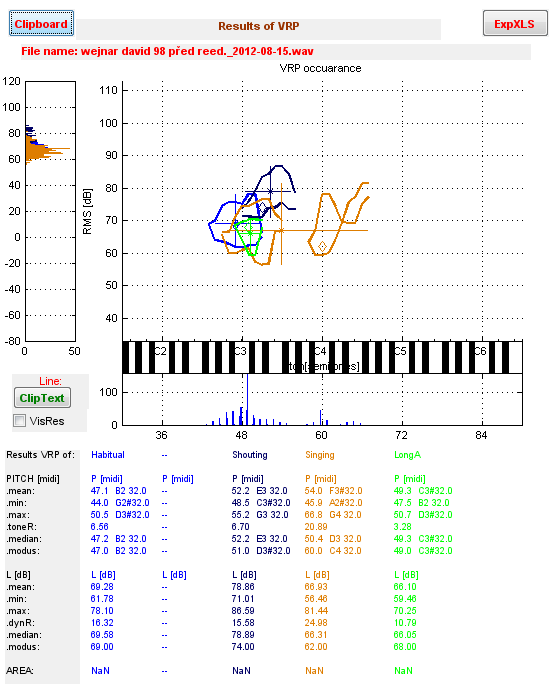 Clipboard
Results of VRP
ExpXLS
File name: wejnar david 98 před reed._2012-08-15.wav
VRP occuarance
120
100
80
60
40
20
0
-20
-40
-60
-80
0 50
RMS [dB]
110
100
90
80
70
60
50
40
C2 C3 C4 C5 C6
Line:
ClipText
VisRes
100
0
36 48 60 72 84
Results VRP of: Habitual -- Shouting Singing LongA
PITCH [midi] P [midi] P [midi] P [midi] P [midi] P [midi]
.mean: 47.1 B2 32.0 -- 52.2 E3 32.0 54.0 F3#32.0 49.3 C3#32.0
.min: 44.0 G2#32.0 -- 48.5 C3#32.0 45.9 A2#32.0 47.5 B2 32.0
.max: 50.5 D3#32.0 -- 55.2 G3 32.0 66.8 G4 32.0 50.7 D3#32.0
.toneR: 6.56 -- 6.70 20.89 3.28
.median: 47.2 B2 32.0 -- 52.2 E3 32.0 50.4 D3 32.0 49.3 C3#32.0
.modus: 47.0 B2 32.0 -- 51.0 D3#32.0 60.0 C4 32.0 49.0 C3#32.0
L [dB] L [dB] L [dB] L [dB] L [dB] L [dB]
.mean: 69.28 -- 78.86 66.93 66.10
.min: 61.78 -- 71.01 56.46 59.46
.max: 78.10 -- 86.59 81.44 70.25
.dynR: 16.32 -- 15.58 24.98 10.79
.median: 69.58 -- 78.89 66.31 66.05
.modus: 69.00 -- 74.00 62.00 68.00
AREA: NaN -- NaN NaN NaN